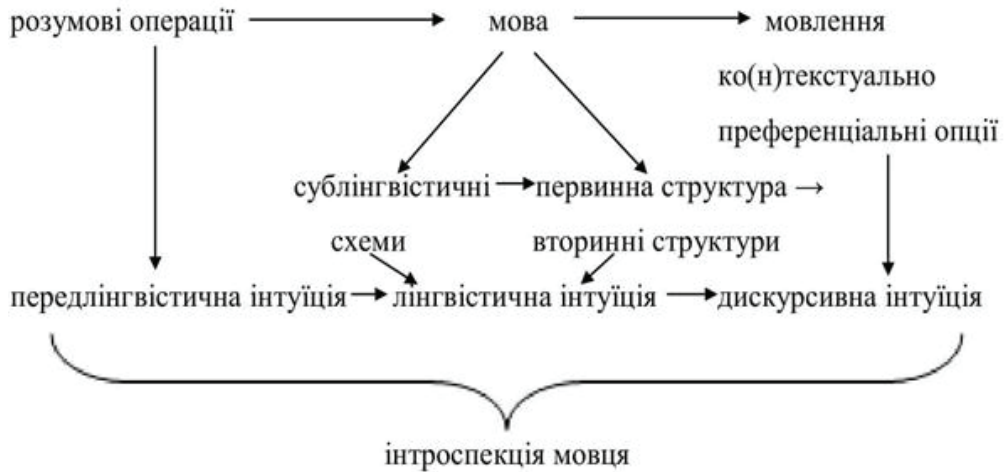 розумові операції мова мовлення
ко(н)текстуально
преференціальні опції
сублінгвістичні первинна структура →
схеми вторинні структури
передлінгвістична інтуїція лінгвістична інтуїція дискурсивна інтуїція
інтроспекція мовця